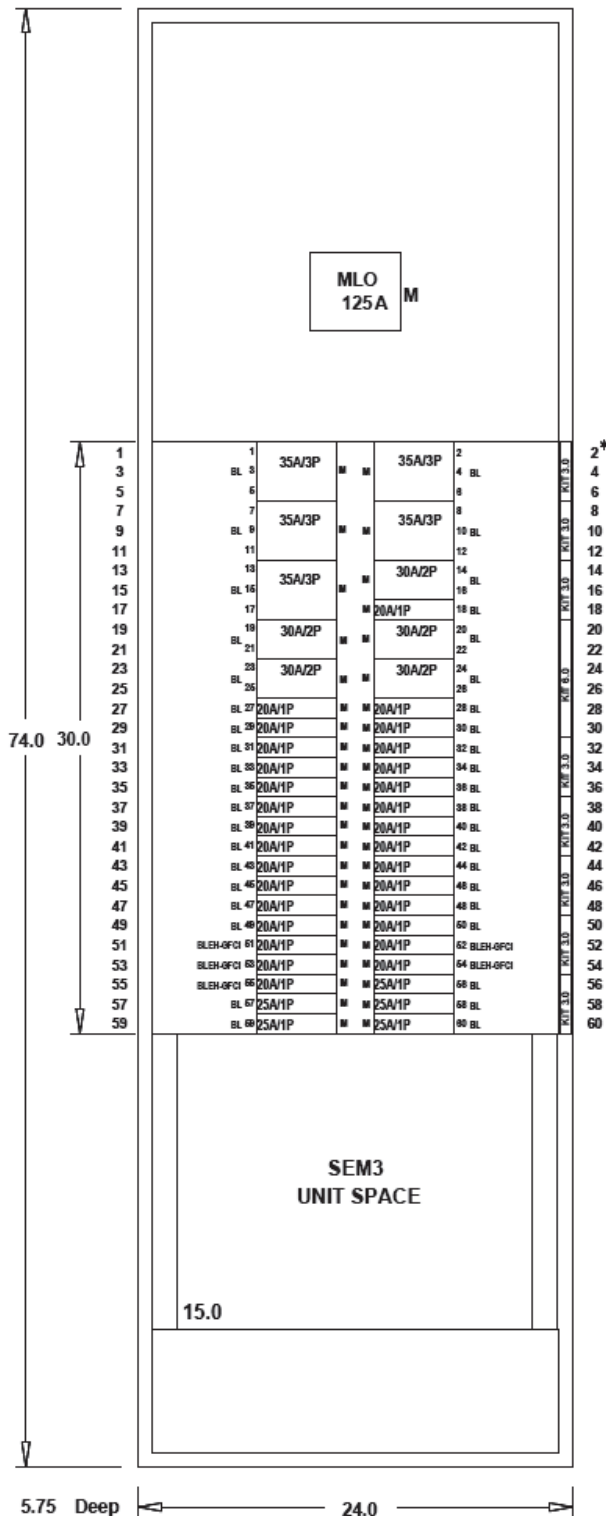 MLO
125A M
1 1 35A/3P 35A/3P 2 2*
3 BL 3 M M 4 BL 4
5 5 6 KIT 3.0 6
7 7 35A/3P 35A/3P 8 8
9 BL 9 M M 10 BL 10
11 11 12 KIT 3.0 12
13 13 35A/3P 30A/2P 14 14
15 BL 15 M M BL 16 16
17 17 M 20A/1P 18 BL KIT 3.0 18
19 19 30A/2P 30A/2P 20 20
21 BL 21 M M BL 22 22
23 23 30A/2P 30A/2P 24 24
25 BL 25 M M BL 26 26
27 BL 27 20A/1P M M 20A/1P 28 BL KIT 6.0 28
29 BL 29 20A/1P M M 20A/1P 30 BL 30
31 BL 31 20A/1P M M 20A/1P 32 BL 32
74.0 30.0 33 BL 33 20A/1P M M 20A/1P 34 BL KIT 3.0 34
35 BL 35 20A/1P M M 20A/1P 36 BL 36
37 BL 37 20A/1P M M 20A/1P 38 BL 38
39 BL 39 20A/1P M M 20A/1P 40 BL KIT 3.0 40
41 BL 41 20A/1P M M 20A/1P 42 BL 42
43 BL 43 20A/1P M M 20A/1P 44 BL 44
45 BL 45 20A/1P M M 20A/1P 46 BL KIT 3.0 46
47 BL 47 20A/1P M M 20A/1P 48 BL 48
49 BL 49 20A/1P M M 20A/1P 50 BL 50
51 BLEH-GFCI 51 20A/1P M M 20A/1P 52 BLEH-GFCI KIT 3.0 52
53 BLEH-GFCI 53 20A/1P M M 20A/1P 54 BLEH-GFCI 54
55 BLEH-GFCI 55 20A/1P M M 25A/1P 56 BL 56
57 BL 57 25A/1P M M 25A/1P 58 BL KIT 3.0 58
59 BL 59 25A/1P M M 25A/1P 60 BL 60
SEM3
UNIT SPACE
15.0
5.75 Deep 24.0